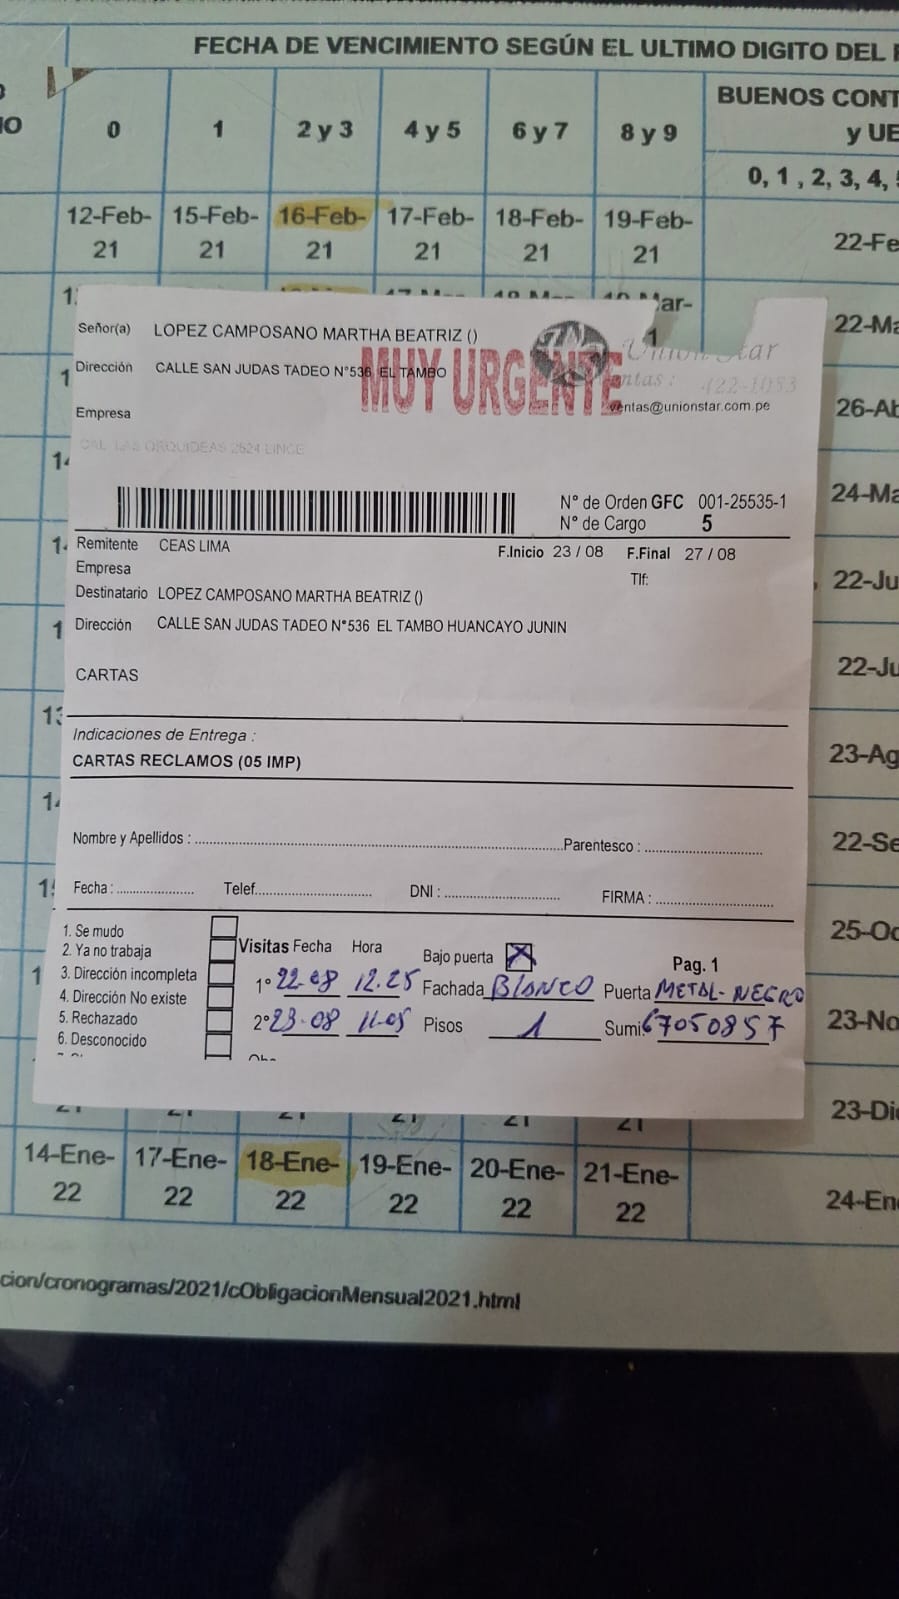 FECHA DE VENCIMIENTO SEGÚN EL ULTIMO DIGITO DEL
BUENOS CONT
y UE
0 1 2 y 3 4 y 5 6 y 7 8 y 9
0, 1 , 2, 3, 4,
12-Feb-21 15-Feb-21 16-Feb-21 17-Feb-21 18-Feb-21 19-Feb-21 22-Fe
22-Ma
Señor(a) LOPEZ CAMPOSANO MARTHA BEATRIZ ()
Union Star
Dirección CALLE SAN JUDAS TADEO N°536 EL TAMBO
MUY URGENTE
ntas : 422-1053
Empresa
ventas@unionstar.com.pe
26-Ab
CAL LAS ORQUIDEAS 2624 LINCE
N° de Orden GFC 001-25535-1
24-Ma
N° de Cargo 5
Remitente CEAS LIMA
F.Inicio 23 / 08 F.Final 27 / 08
Empresa
Tlf:
22-Ju
Destinatario LOPEZ CAMPOSANO MARTHA BEATRIZ ()
Dirección CALLE SAN JUDAS TADEO N°536 EL TAMBO HUANCAYO JUNIN
CARTAS
22-Ju
Indicaciones de Entrega :
CARTAS RECLAMOS (05 IMP)
23-Ag
Nombre y Apellidos : Parentesco :
22-Se
Fecha : Telef. DNI : FIRMA :
25-Oc
1. Se mudo
2. Ya no trabaja
3. Dirección incompleta
4. Dirección No existe
5. Rechazado
6. Desconocido
Visitas Fecha Hora Bajo puerta X Pag. 1
1° 22-08 12.25 Fachada BLANCO Puerta METAL-NEGRO
2° 23-08 11.05 Pisos 1 Sumi: 67050857
23-No
23-Di
14-Ene-22 17-Ene-22 18-Ene-22 19-Ene-22 20-Ene-22 21-Ene-22 24-En
cion/cronogramas/2021/cObligacionMensual2021.html